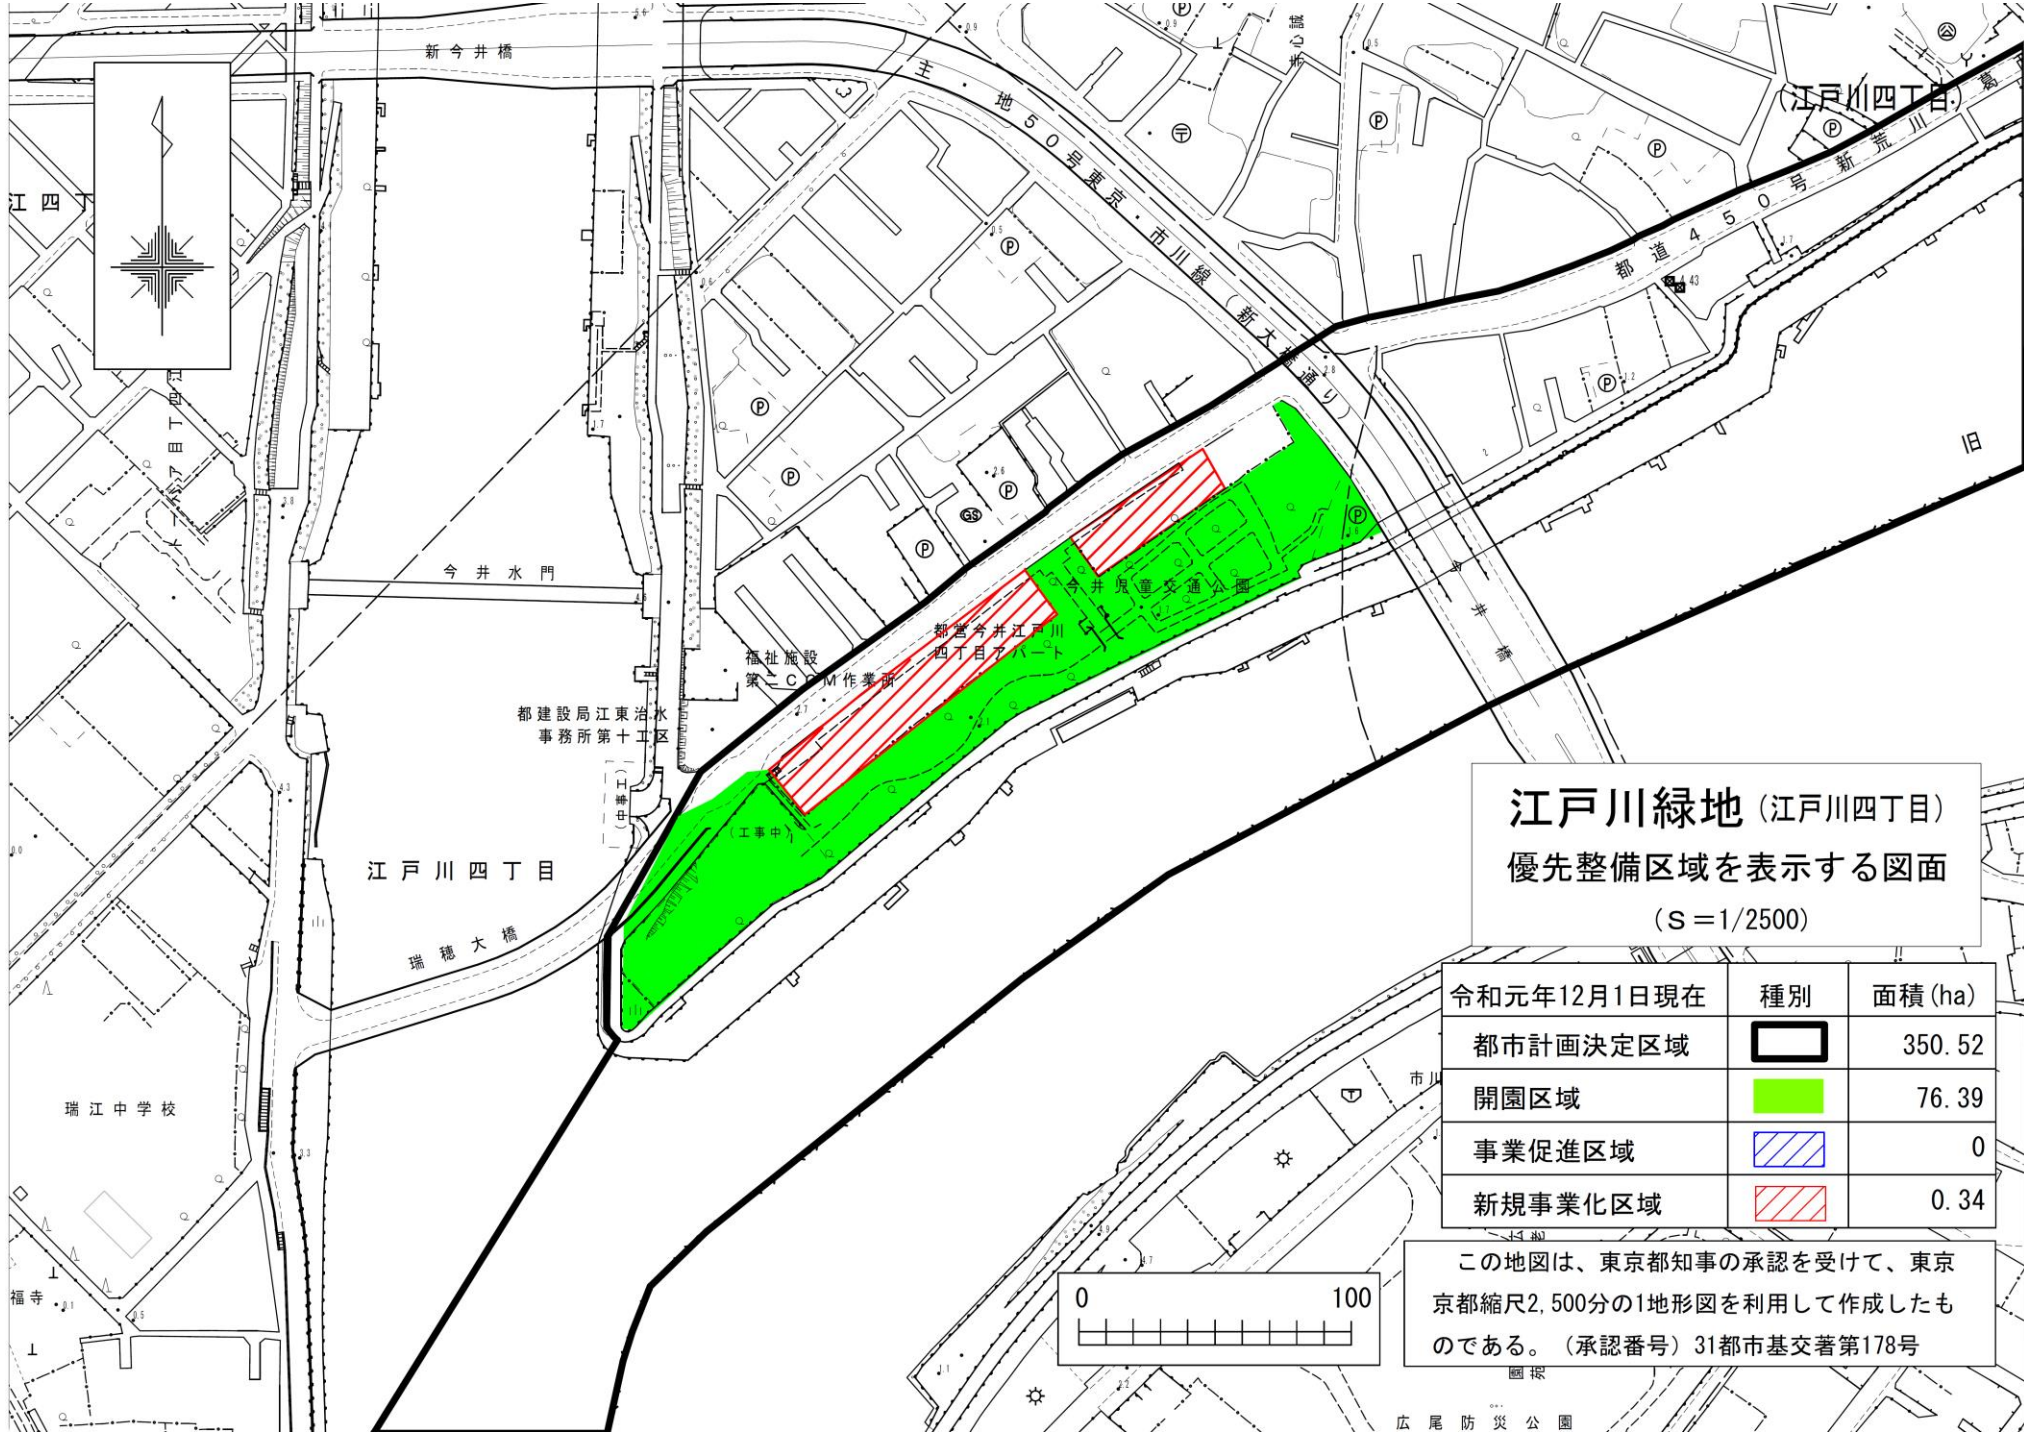 新今井橋
主・地50号東京・市川線(新大橋通り)
誠心寺
(江戸川四丁目)
都道450号新荒川葛
江四丁
旧
今井水門
今井児童交通公園
都営今井江戸川
四丁目アパート
福祉施設
第二CCM作業所
都建設局江東治水
事務所第十工区
(工事中)
(工事中)
今井橋
江戸川四丁目
瑞穂大橋
瑞江中学校
福寺
市川
広尾防災公園
江戸川緑地(江戸川四丁目)
優先整備区域を表示する図面
(S=1/2500)
令和元年12月1日現在 種別 面積(ha)
都市計画決定区域 350.52
開園区域 76.39
事業促進区域 0
新規事業化区域 0.34
0 100
この地図は、東京都知事の承認を受けて、東京
京都縮尺2,500分の1地形図を利用して作成したも
のである。(承認番号)31都市基交著第178号